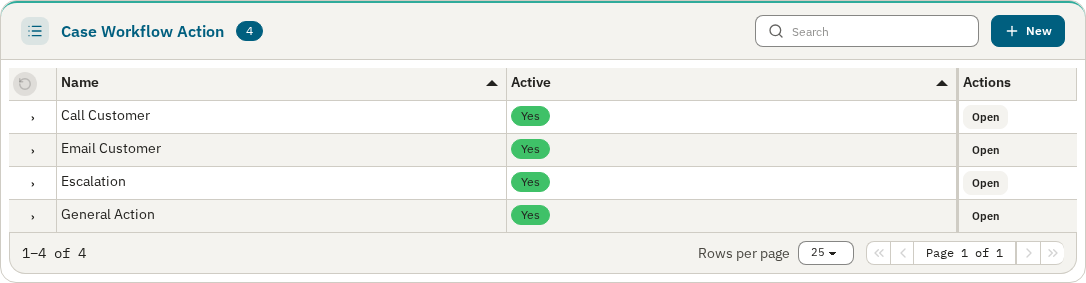 Case Workflow Action 4 Search + New
Name Active Actions
Call Customer Yes Open
Email Customer Yes Open
Escalation Yes Open
General Action Yes Open
1–4 of 4 Rows per page 25 Page 1 of 1